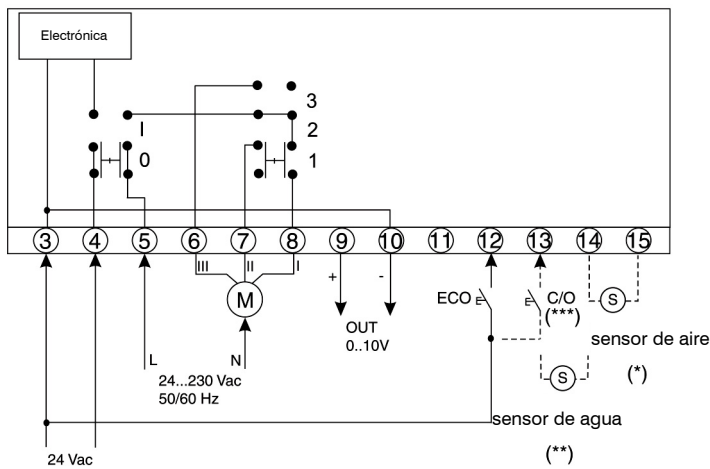 Electrónica
3
I
2
0
1
3
4
5
6
7
8
9
10
11
12
13
14
15
III
II
I
M
+
-
ECO
C/O
(***)
S
OUT
0..10V
sensor de aire
(*)
L
N
24...230 Vac
50/60 Hz
S
sensor de agua
(**)
24 Vac